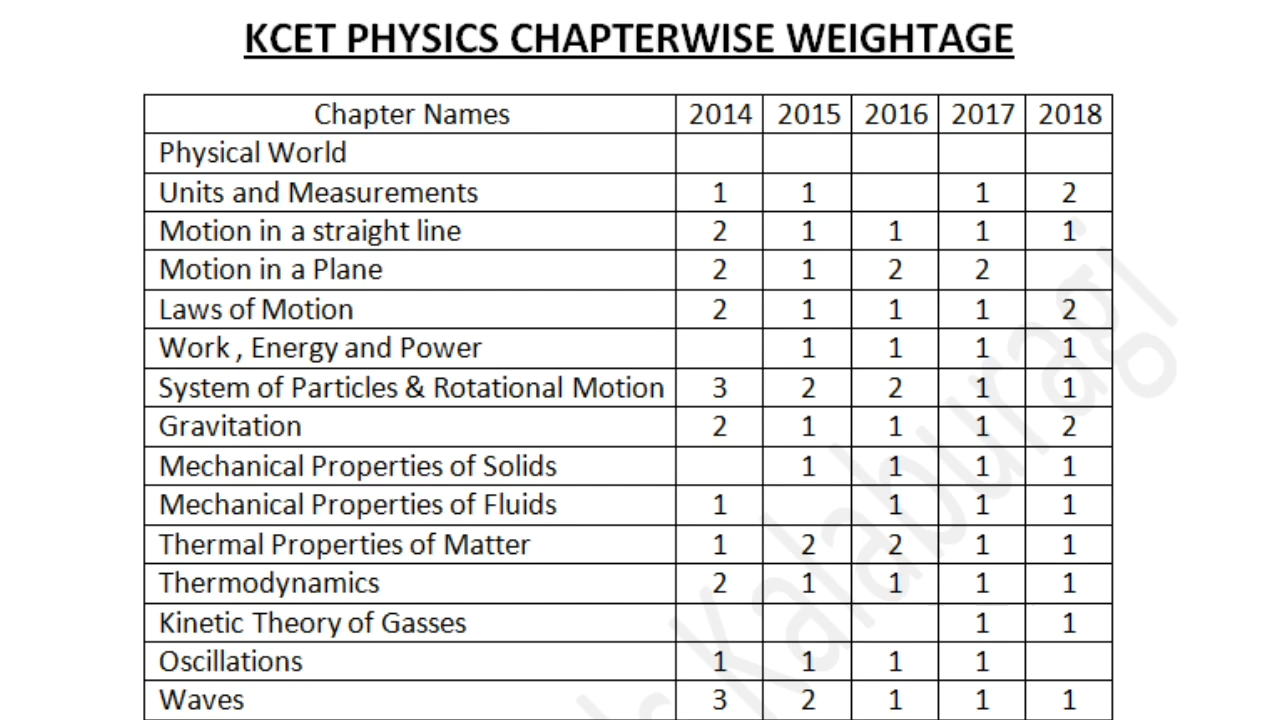 KCET PHYSICS CHAPTERWISE WEIGHTAGE
Chapter Names 2014 2015 2016 2017 2018
Physical World
Units and Measurements 1 1 1 2
Motion in a straight line 2 1 1 1 1
Motion in a Plane 2 1 2 2
Laws of Motion 2 1 1 1 2
Work , Energy and Power 1 1 1 1
System of Particles & Rotational Motion 3 2 2 1 1
Gravitation 2 1 1 1 2
Mechanical Properties of Solids 1 1 1 1
Mechanical Properties of Fluids 1 1 1 1
Thermal Properties of Matter 1 2 2 1 1
Thermodynamics 2 1 1 1 1
Kinetic Theory of Gasses 1 1
Oscillations 1 1 1 1
Waves 3 2 1 1 1
Kalaburagi